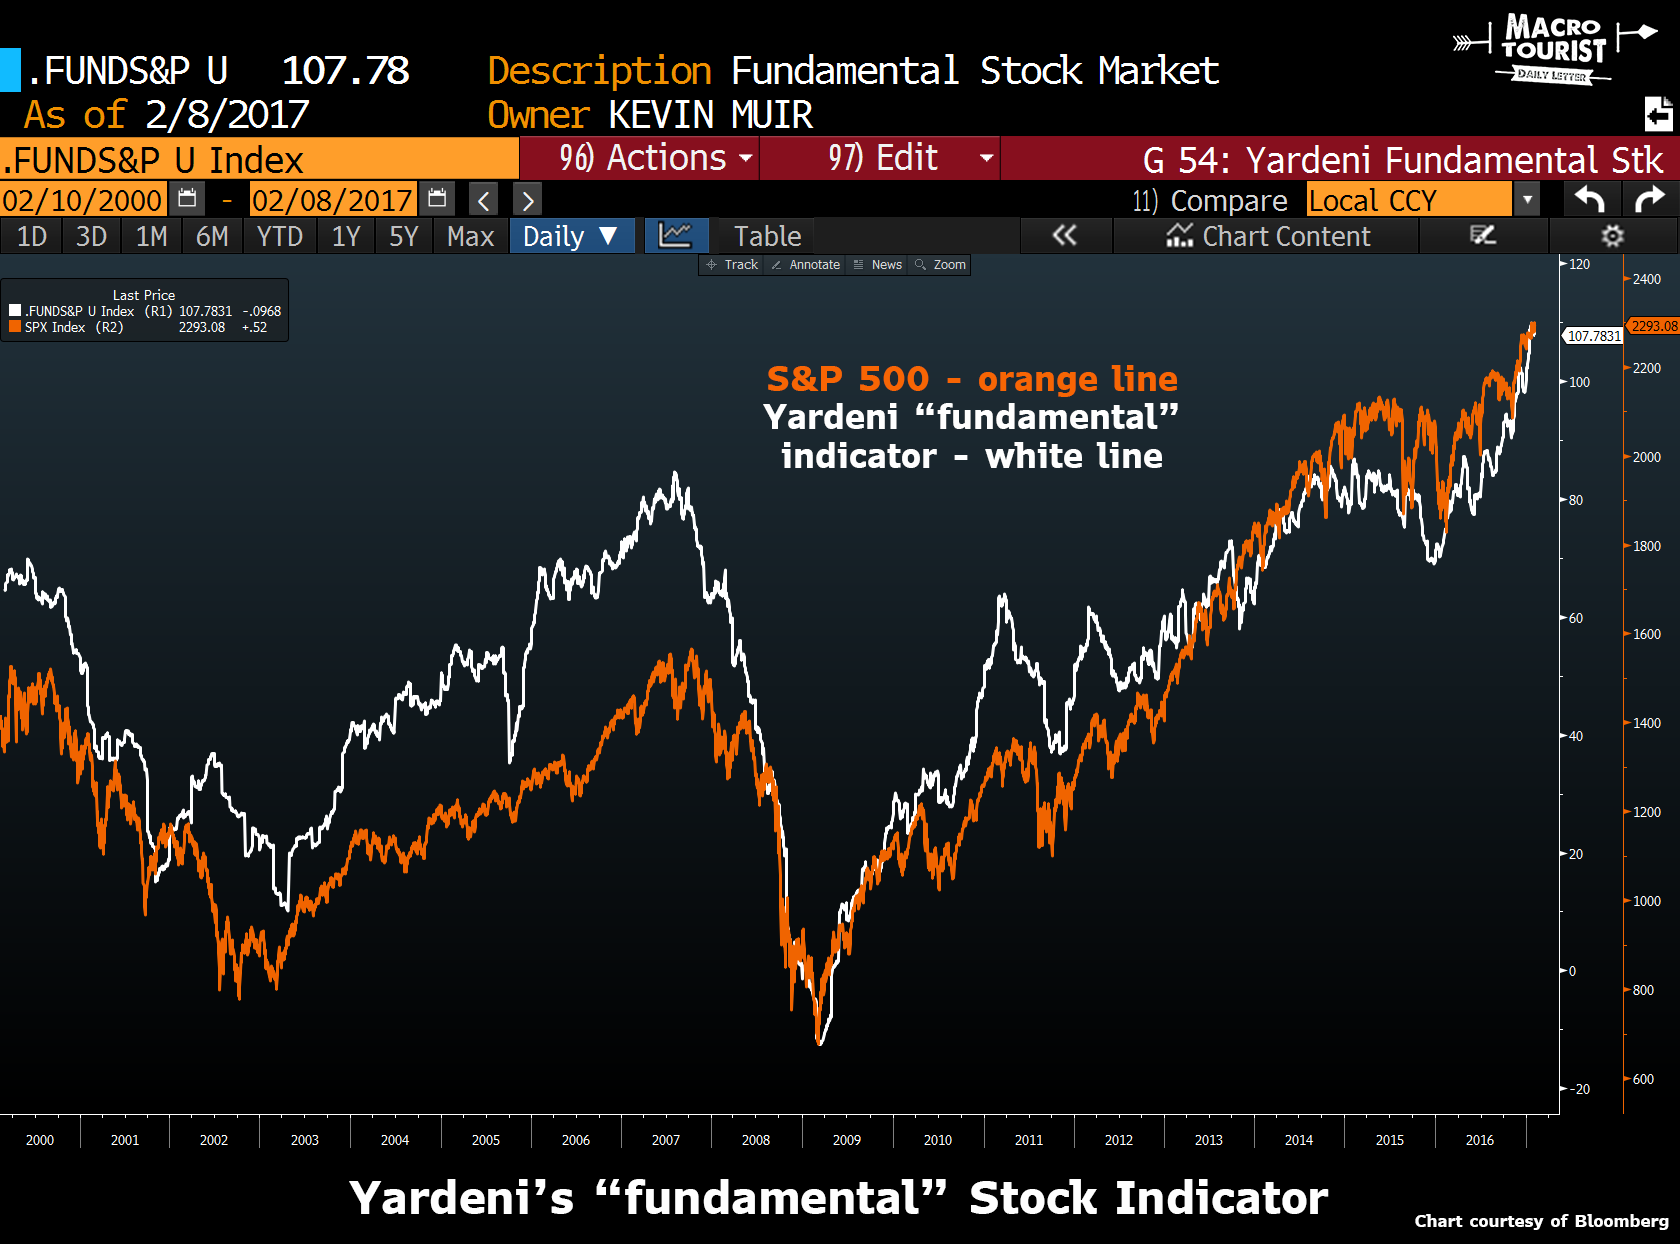 MACRO
TOURIST
DAILY LETTER
.FUNDS&P U 107.78 Description Fundamental Stock Market
As of 2/8/2017 Owner KEVIN MUIR
.FUNDS&P U Index 96) Actions 97) Edit G 54: Yardeni Fundamental Stk
02/10/2000 - 02/08/2017 < > 11) Compare Local CCY
1D 3D 1M 6M YTD 1Y 5Y Max Daily ▼ Table « Chart Content
Track Annotate News Zoom
Last Price
.FUNDS&P U Index (R1) 107.7831 -.0968
SPX Index (R2) 2293.08 +.52
S&P 500 - orange line
Yardeni “fundamental”
indicator - white line
120
100
80
60
40
20
0
-20
107.7831
2400
2200
2000
1800
1600
1400
1200
1000
800
600
2293.08
2000 2001 2002 2003 2004 2005 2006 2007 2008 2009 2010 2011 2012 2013 2014 2015 2016
Yardeni’s “fundamental” Stock Indicator
Chart courtesy of Bloomberg